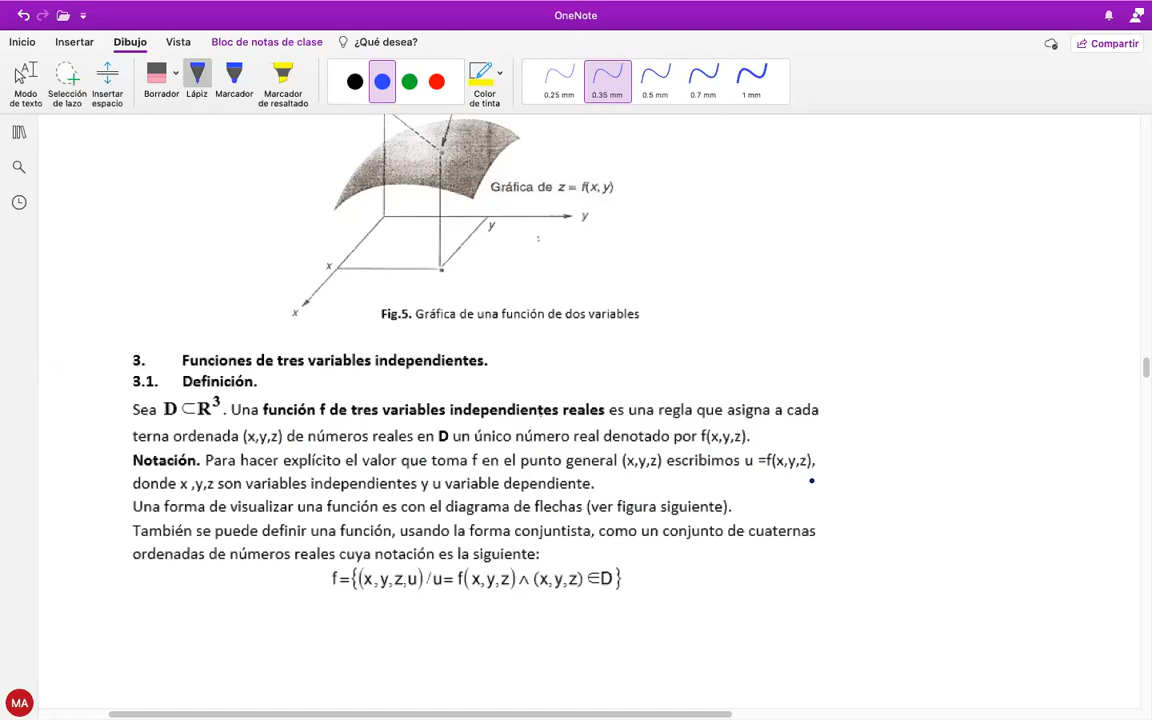 OneNote
Inicio Insertar Dibujo Vista Bloc de notas de clase ¿Qué desea? Compartir
Modo de texto
Selección de lazo
Insertar espacio
Borrador
Lápiz
Marcador
Marcador de resaltado
Color de tinta
0.25 mm 0.35 mm 0.5 mm 0.7 mm 1 mm
Gráfica de z = f(x, y)
y
y
x
x
Fig.5. Gráfica de una función de dos variables
3. Funciones de tres variables independientes.
3.1. Definición.
Sea D ⊂ R³. Una función f de tres variables independientes reales es una regla que asigna a cada
terna ordenada (x,y,z) de números reales en D un único número real denotado por f(x,y,z).
Notación. Para hacer explícito el valor que toma f en el punto general (x,y,z) escribimos u =f(x,y,z),
donde x ,y,z son variables independientes y u variable dependiente.
Una forma de visualizar una función es con el diagrama de flechas (ver figura siguiente).
También se puede definir una función, usando la forma conjuntista, como un conjunto de cuaternas
ordenadas de números reales cuya notación es la siguiente:
f={(x,y,z,u)/u= f(x,y,z)∧(x,y,z)∈D}
MA